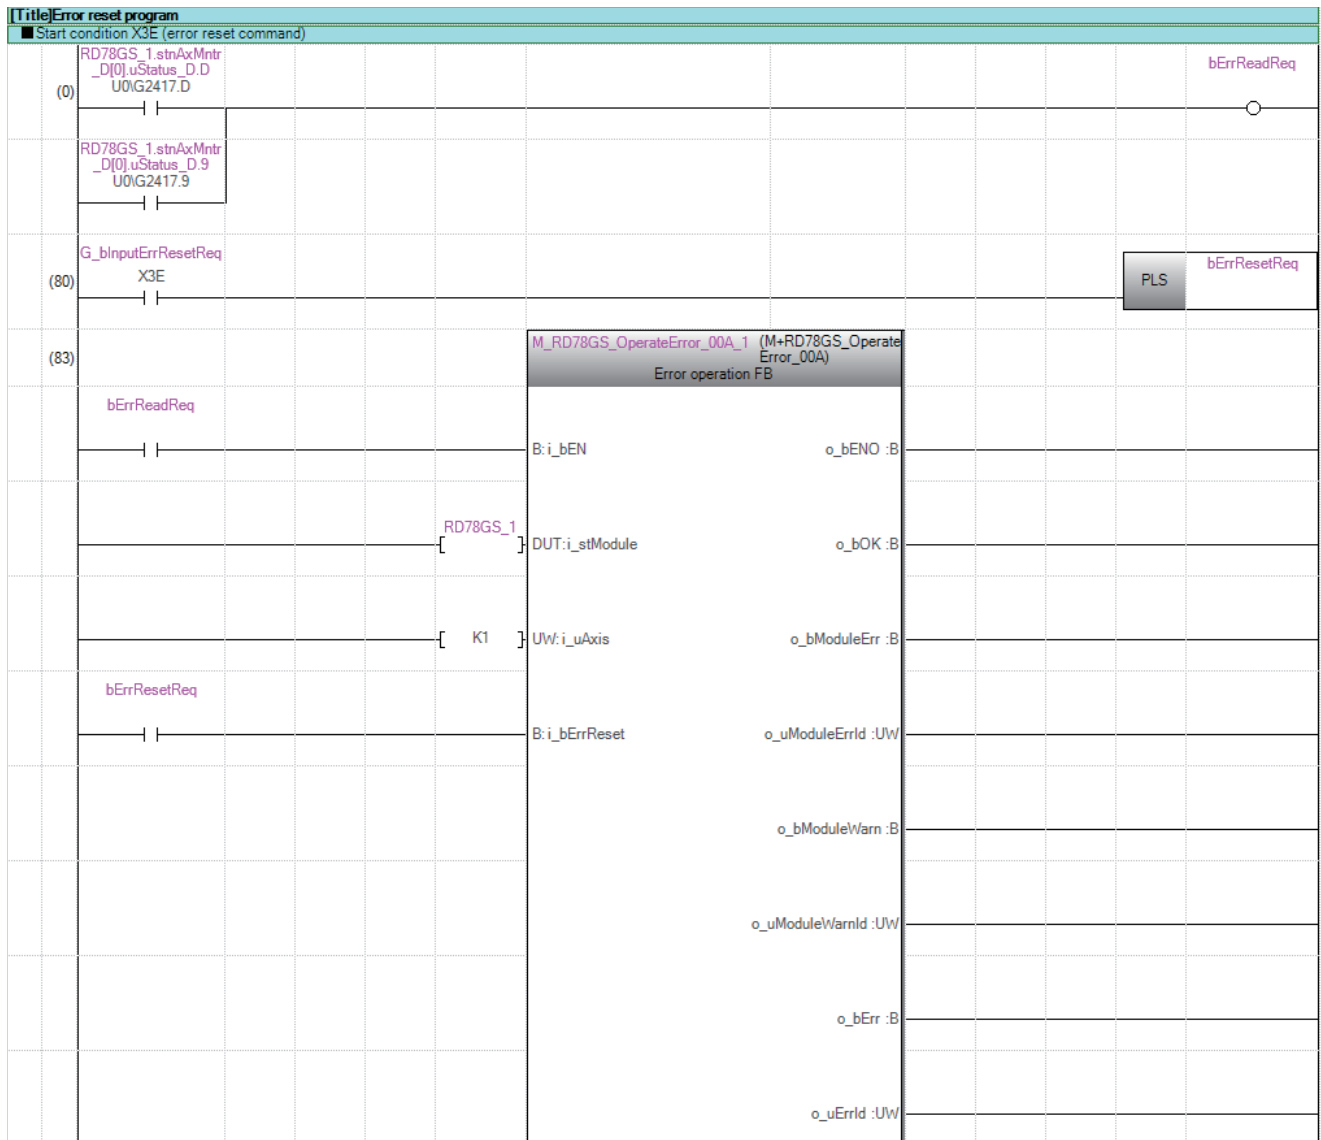 [Title]Error reset program
■Start condition X3E (error reset command)
RD78GS_1.stnAxMntr
_D[0].uStatus_D.D
U0\G2417.D
bErrReadReq
(0)
RD78GS_1.stnAxMntr
_D[0].uStatus_D.9
U0\G2417.9
G_bInputErrResetReq
X3E
(80)
PLS
bErrResetReq
(83)
M_RD78GS_OperateError_00A_1 (M+RD78GS_Operate
Error_00A)
Error operation FB
bErrReadReq
B:i_bEN
o_bENO :B
RD78GS_1
DUT:i_stModule
o_bOK :B
K1
UW:i_uAxis
o_bModuleErr :B
bErrResetReq
B:i_bErrReset
o_uModuleErrId :UW
o_bModuleWarn :B
o_uModuleWarnId :UW
o_bErr :B
o_uErrId :UW